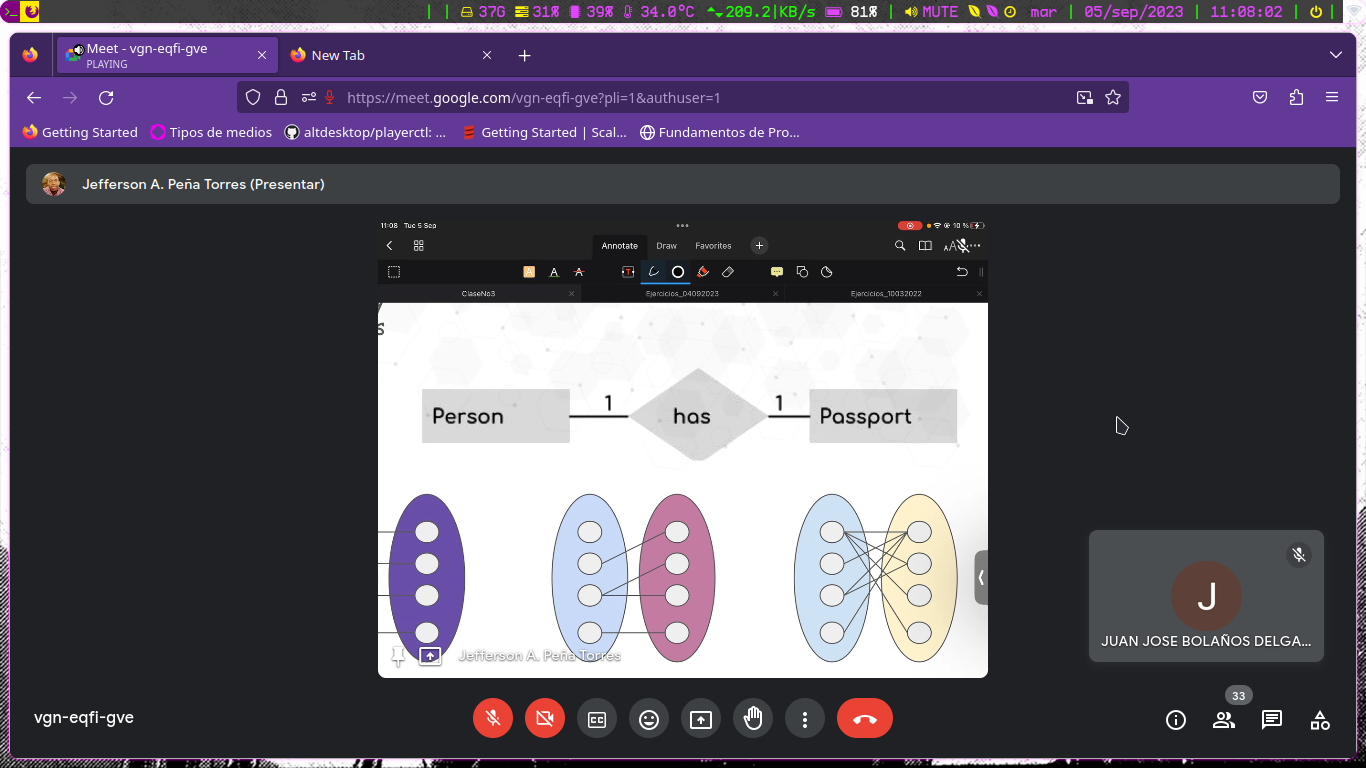 37G 31% 39% 34.0°C 209.2|KB/s 81% MUTE mar 05/sep/2023 11:08:02
Meet - vgn-eqfi-gve
PLAYING
New Tab
https://meet.google.com/vgn-eqfi-gve?pli=1&authuser=1
Getting Started
Tipos de medios
altdesktop/playerctl: ...
Getting Started | Scal...
Fundamentos de Pro...
Jefferson A. Peña Torres (Presentar)
11:08 Tue 5 Sep
10 %
Annotate Draw Favorites
ClaseNo3
Ejercicios_04092023
Ejercicios_10032022
s
Person 1 has 1 Passport
Jefferson A. Peña Torres
J
JUAN JOSE BOLAÑOS DELGA...
vgn-eqfi-gve
33